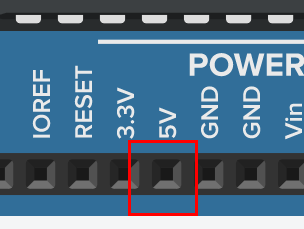 POWER
IOREF
RESET
3.3V
5V
GND
GND
Vin